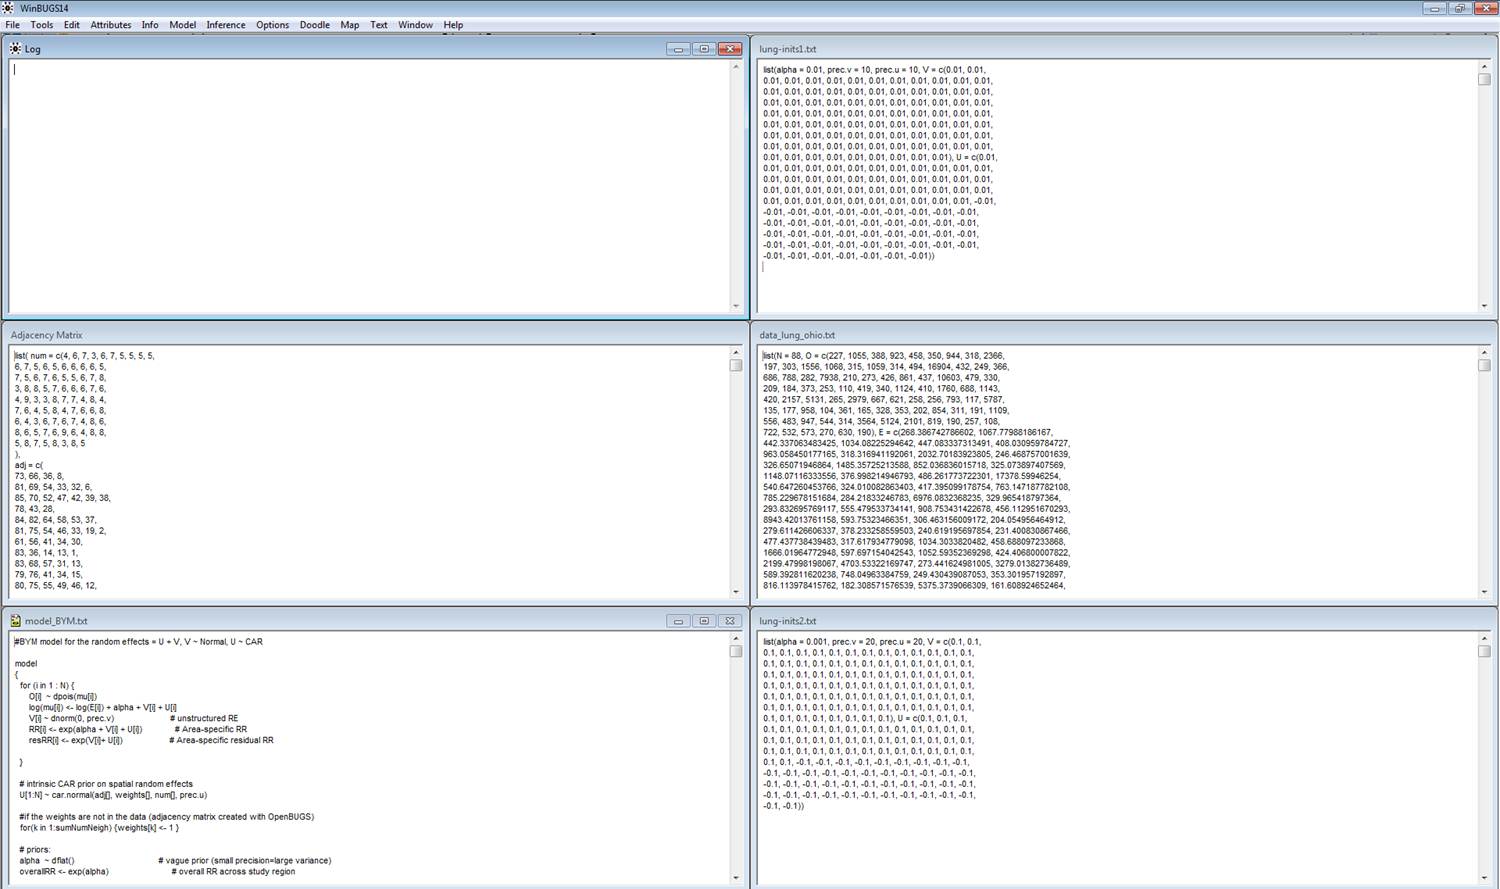 WinBUGS14
File Tools Edit Attributes Info Model Inference Options Doodle Map Text Window Help
Log
lung-inits1.txt
list(alpha = 0.01, prec.v = 10, prec.u = 10, V = c(0.01, 0.01,
0.01, 0.01, 0.01, 0.01, 0.01, 0.01, 0.01, 0.01, 0.01, 0.01, 0.01,
0.01, 0.01, 0.01, 0.01, 0.01, 0.01, 0.01, 0.01, 0.01, 0.01, 0.01,
0.01, 0.01, 0.01, 0.01, 0.01, 0.01, 0.01, 0.01, 0.01, 0.01, 0.01,
0.01, 0.01, 0.01, 0.01, 0.01, 0.01, 0.01, 0.01, 0.01, 0.01, 0.01,
0.01, 0.01, 0.01, 0.01, 0.01, 0.01, 0.01, 0.01, 0.01, 0.01, 0.01,
0.01, 0.01, 0.01, 0.01, 0.01, 0.01, 0.01, 0.01, 0.01, 0.01, 0.01,
0.01, 0.01, 0.01, 0.01, 0.01, 0.01, 0.01, 0.01, 0.01, 0.01, 0.01,
0.01, 0.01, 0.01, 0.01, 0.01, 0.01, 0.01, 0.01, 0.01), U = c(0.01,
0.01, 0.01, 0.01, 0.01, 0.01, 0.01, 0.01, 0.01, 0.01, 0.01, 0.01,
0.01, 0.01, 0.01, 0.01, 0.01, 0.01, 0.01, 0.01, 0.01, 0.01, 0.01,
0.01, 0.01, 0.01, 0.01, 0.01, 0.01, 0.01, 0.01, 0.01, 0.01, 0.01,
0.01, 0.01, 0.01, 0.01, 0.01, 0.01, 0.01, 0.01, 0.01, 0.01, -0.01,
-0.01, -0.01, -0.01, -0.01, -0.01, -0.01, -0.01, -0.01, -0.01,
-0.01, -0.01, -0.01, -0.01, -0.01, -0.01, -0.01, -0.01, -0.01,
-0.01, -0.01, -0.01, -0.01, -0.01, -0.01, -0.01, -0.01, -0.01,
-0.01, -0.01, -0.01, -0.01, -0.01, -0.01, -0.01, -0.01, -0.01,
-0.01, -0.01, -0.01, -0.01, -0.01, -0.01, -0.01))
Adjacency Matrix
list( num = c(4, 6, 7, 3, 6, 7, 5, 5, 5, 5,
6, 7, 5, 6, 5, 6, 6, 6, 6, 5,
7, 5, 6, 7, 6, 5, 5, 6, 7, 8,
3, 8, 8, 5, 7, 6, 6, 6, 7, 6,
4, 9, 3, 3, 8, 7, 7, 4, 8, 4,
7, 6, 4, 5, 8, 4, 7, 6, 6, 8,
6, 4, 3, 6, 7, 6, 7, 4, 8, 6,
8, 6, 5, 7, 6, 9, 6, 4, 8, 8,
5, 8, 7, 5, 8, 3, 8, 5
),
adj = c(
73, 66, 36, 8,
81, 69, 54, 33, 32, 6,
85, 70, 52, 47, 42, 39, 38,
78, 43, 28,
84, 82, 64, 58, 53, 37,
81, 75, 54, 46, 33, 19, 2,
61, 56, 41, 34, 30,
83, 36, 14, 13, 1,
83, 68, 57, 31, 13,
79, 76, 41, 34, 15,
80, 75, 55, 49, 46, 12,
data_lung_ohio.txt
list(N = 88, O = c(227, 1055, 388, 923, 458, 350, 944, 318, 2366,
197, 303, 1556, 1068, 315, 1059, 314, 494, 16904, 432, 249, 366,
686, 788, 282, 7938, 210, 273, 426, 861, 437, 10603, 479, 330,
209, 184, 373, 253, 110, 419, 340, 1124, 410, 1760, 688, 1143,
420, 2157, 5131, 265, 2979, 667, 621, 258, 256, 793, 117, 5787,
135, 177, 958, 104, 361, 165, 328, 353, 202, 854, 311, 191, 1109,
556, 483, 947, 544, 314, 3564, 5124, 2101, 819, 190, 257, 108,
722, 532, 573, 270, 630, 190), E = c(268.386742786602, 1067.77988186167,
442.337063483425, 1034.08225294642, 447.083337313491, 408.030959784727,
963.058450177165, 318.316941192061, 2032.70183923805, 246.468757001639,
326.65071946864, 1485.35725213588, 852.036836015718, 325.073897407569,
1148.07116333556, 376.998214946793, 486.261773722301, 17378.59946254,
540.647260453766, 324.010082863403, 417.395099178754, 763.147187782108,
785.229678151684, 284.21833246783, 6976.0832368235, 329.965418797364,
293.832695769117, 555.479533734141, 908.753431422678, 456.112951670293,
8943.42013761158, 593.75323466351, 306.463156009172, 204.054956464912,
279.611426606337, 378.233258559503, 240.619195697854, 231.400830867466,
477.437738439483, 317.617934779098, 1034.3033820482, 458.688097233868,
1666.01964772948, 597.697154042543, 1052.59352369298, 424.406800007822,
2199.47998198067, 4703.53322169747, 273.441624981005, 3279.01382736489,
589.392811620238, 748.04963384759, 249.430439087053, 353.301957192897,
816.113978415762, 182.308571576539, 5375.3739066309, 161.608924652464,
model_BYM.txt
#BYM model for the random effects = U + V, V ~ Normal, U ~ CAR
model
{
for (i in 1 : N) {
O[i] ~ dpois(mu[i])
log(mu[i]) <- log(E[i]) + alpha + V[i] + U[i]
V[i] ~ dnorm(0, prec.v) # unstructured RE
RR[i] <- exp(alpha + V[i] + U[i]) # Area-specific RR
resRR[i] <- exp(V[i]+ U[i]) # Area-specific residual RR
}
# intrinsic CAR prior on spatial random effects
U[1:N] ~ car.normal(adj[], weights[], num[], prec.u)
#if the weights are not in the data (adjacency matrix created with OpenBUGS)
for(k in 1:sumNumNeigh) {weights[k] <- 1 }
# priors:
alpha ~ dflat() # vague prior (small precision=large variance)
overallRR <- exp(alpha) # overall RR across study region
lung-inits2.txt
list(alpha = 0.001, prec.v = 20, prec.u = 20, V = c(0.1, 0.1,
0.1, 0.1, 0.1, 0.1, 0.1, 0.1, 0.1, 0.1, 0.1, 0.1, 0.1,
0.1, 0.1, 0.1, 0.1, 0.1, 0.1, 0.1, 0.1, 0.1, 0.1, 0.1, 0.1, 0.1,
0.1, 0.1, 0.1, 0.1, 0.1, 0.1, 0.1, 0.1, 0.1, 0.1, 0.1, 0.1, 0.1,
0.1, 0.1, 0.1, 0.1, 0.1, 0.1, 0.1, 0.1, 0.1, 0.1, 0.1, 0.1, 0.1,
0.1, 0.1, 0.1, 0.1, 0.1, 0.1, 0.1, 0.1, 0.1, 0.1, 0.1, 0.1, 0.1,
0.1, 0.1, 0.1, 0.1, 0.1, 0.1, 0.1, 0.1, 0.1, 0.1, 0.1, 0.1, 0.1,
0.1, 0.1, 0.1, 0.1, 0.1, 0.1, 0.1, 0.1), U = c(0.1, 0.1, 0.1,
0.1, 0.1, 0.1, 0.1, 0.1, 0.1, 0.1, 0.1, 0.1, 0.1, 0.1, 0.1, 0.1,
0.1, 0.1, 0.1, 0.1, 0.1, 0.1, 0.1, 0.1, 0.1, 0.1, 0.1, 0.1, 0.1,
0.1, 0.1, 0.1, 0.1, 0.1, 0.1, 0.1, 0.1, 0.1, 0.1, 0.1, 0.1, 0.1,
0.1, 0.1, -0.1, -0.1, -0.1, -0.1, -0.1, -0.1, -0.1, -0.1, -0.1,
-0.1, -0.1, -0.1, -0.1, -0.1, -0.1, -0.1, -0.1, -0.1, -0.1, -0.1,
-0.1, -0.1, -0.1, -0.1, -0.1, -0.1, -0.1, -0.1, -0.1, -0.1, -0.1,
-0.1, -0.1, -0.1, -0.1, -0.1, -0.1, -0.1, -0.1, -0.1, -0.1, -0.1,
-0.1, -0.1))